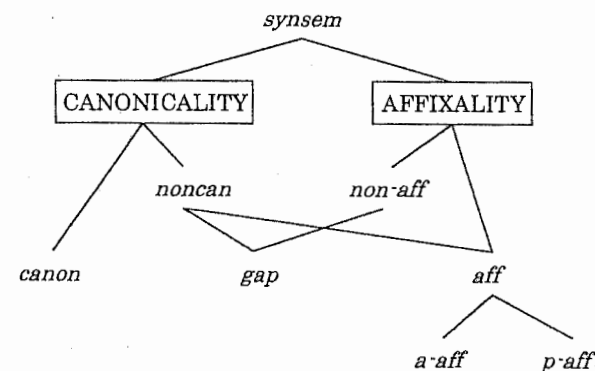 synsem
CANONICALITY AFFIXALITY
noncan non-aff
canon gap aff
a-aff p-aff